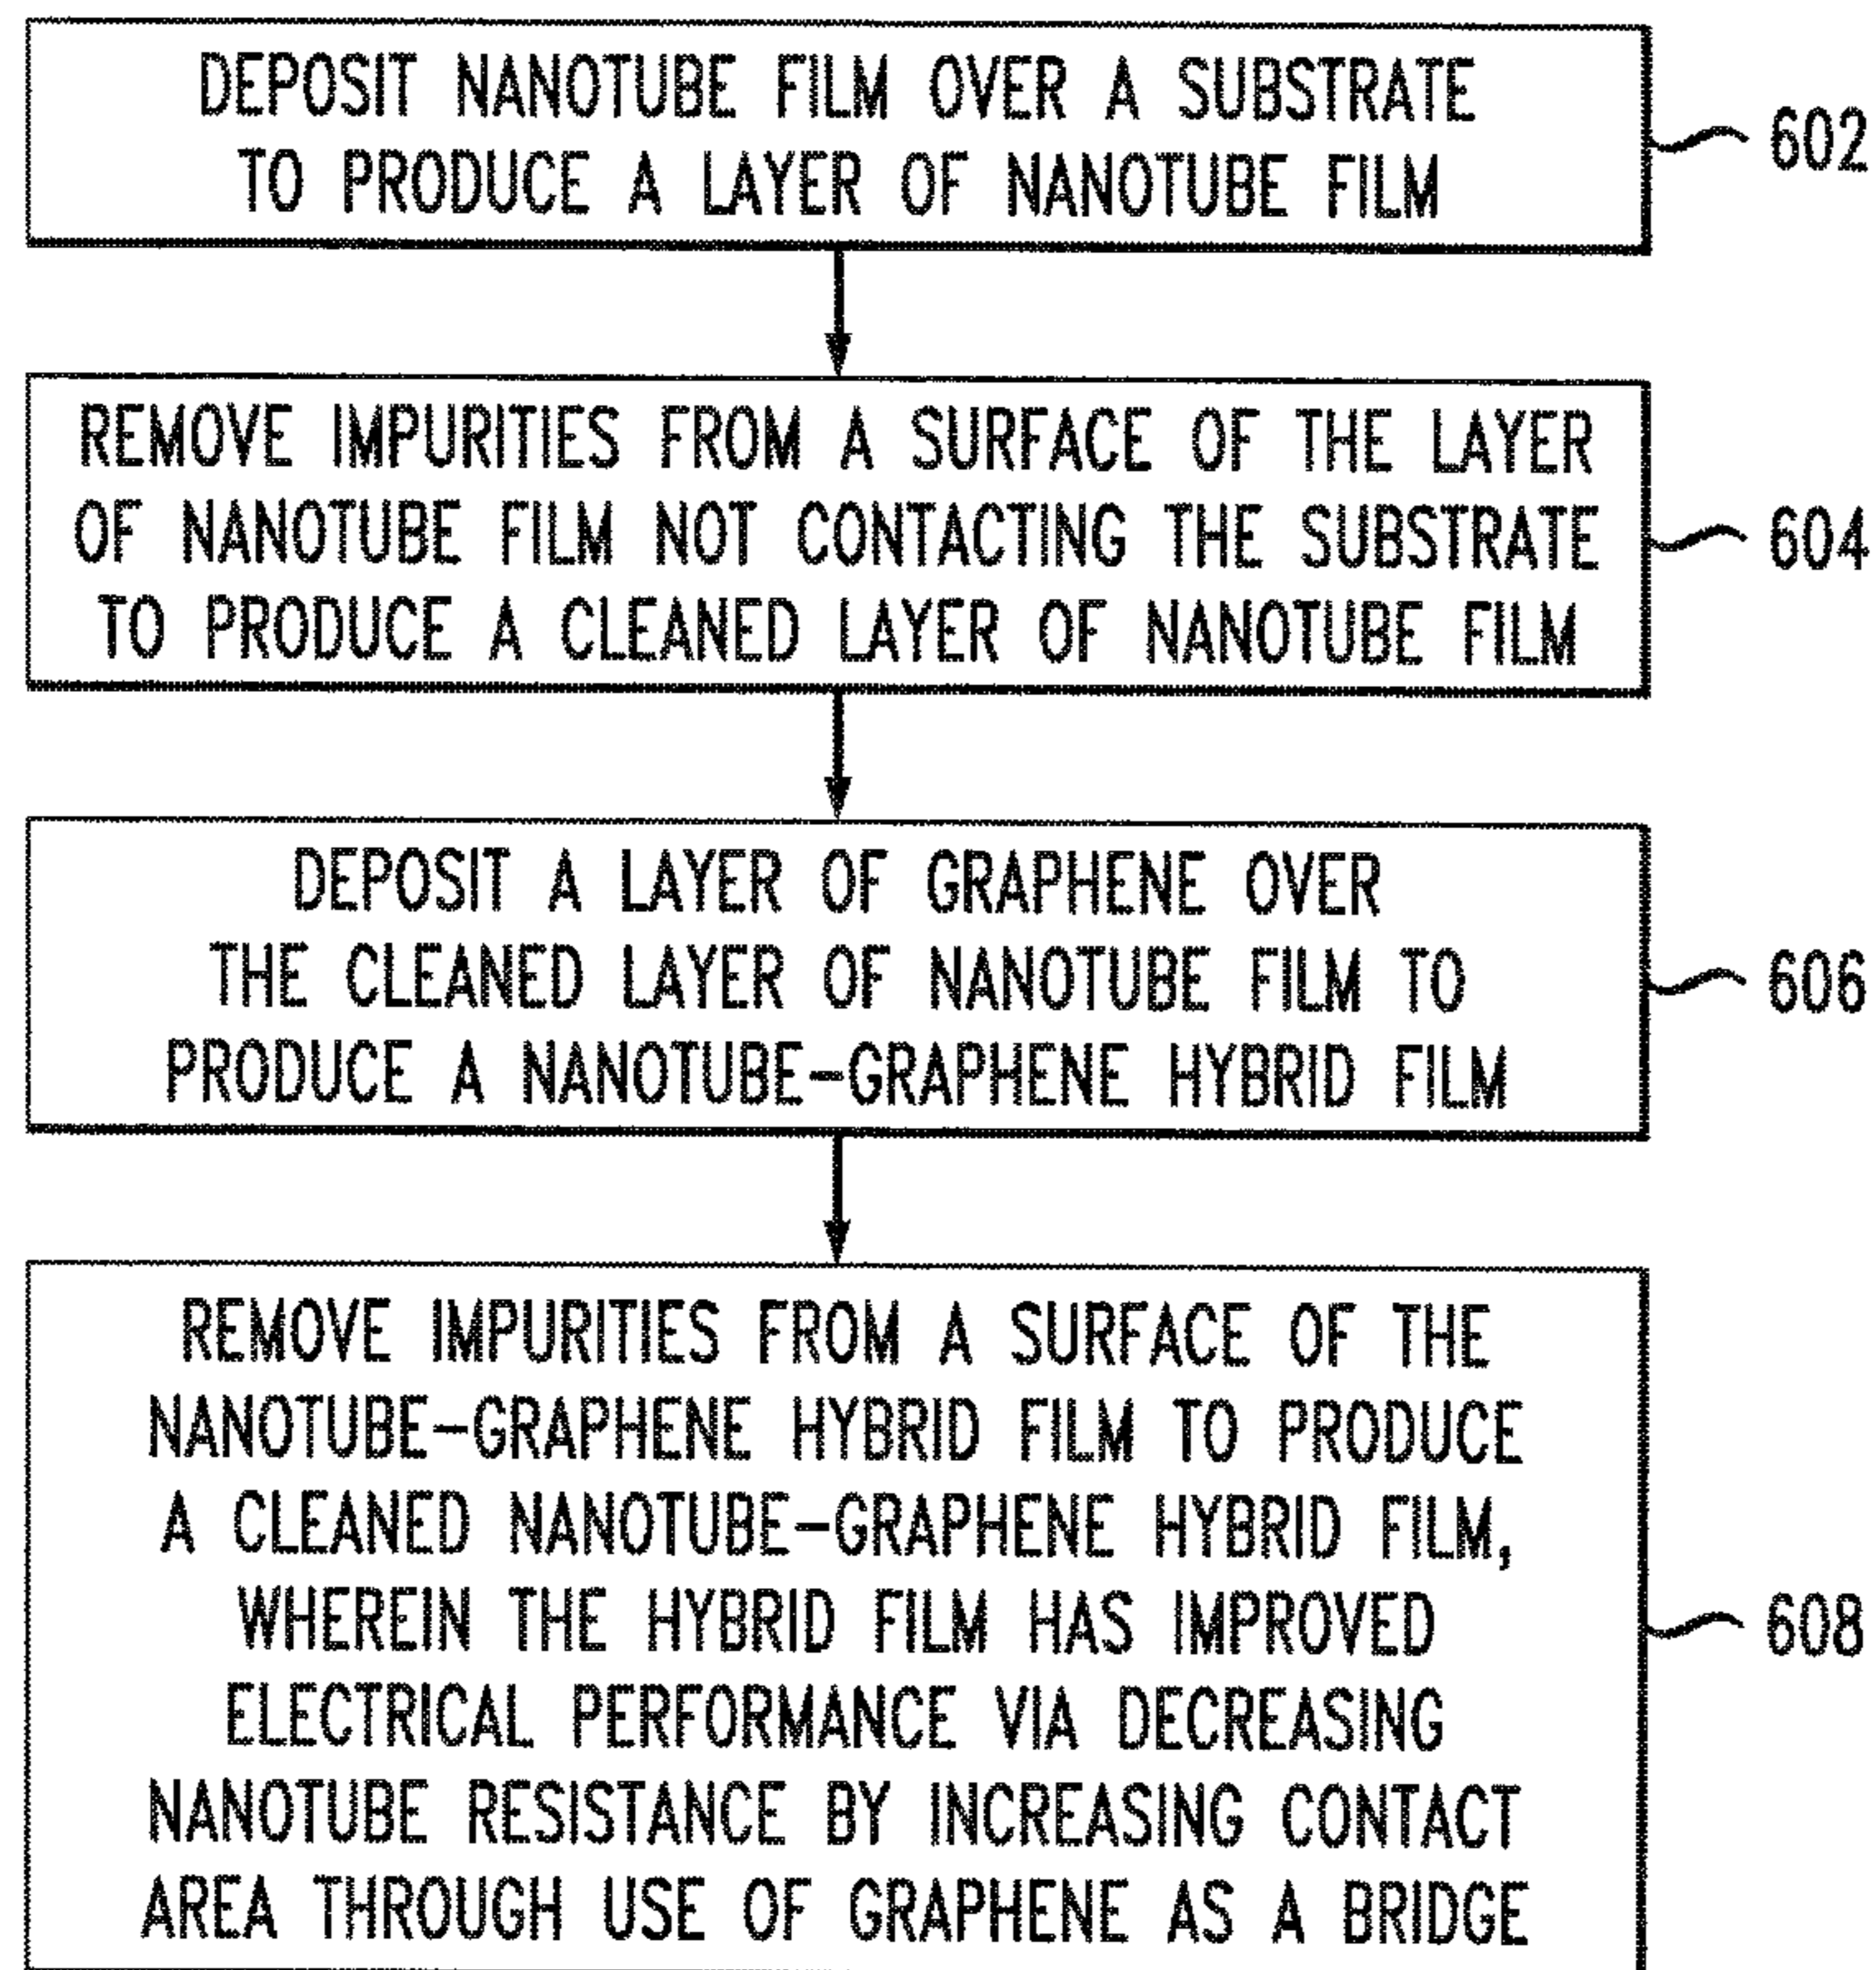 DEPOSIT NANOTUBE FILM OVER A SUBSTRATE
TO PRODUCE A LAYER OF NANOTUBE FILM
602
REMOVE IMPURITIES FROM A SURFACE OF THE LAYER
OF NANOTUBE FILM NOT CONTACTING THE SUBSTRATE
TO PRODUCE A CLEANED LAYER OF NANOTUBE FILM
604
DEPOSIT A LAYER OF GRAPHENE OVER
THE CLEANED LAYER OF NANOTUBE FILM TO
PRODUCE A NANOTUBE-GRAPHENE HYBRID FILM
606
REMOVE IMPURITIES FROM A SURFACE OF THE
NANOTUBE-GRAPHENE HYBRID FILM TO PRODUCE
A CLEANED NANOTUBE-GRAPHENE HYBRID FILM,
WHEREIN THE HYBRID FILM HAS IMPROVED
ELECTRICAL PERFORMANCE VIA DECREASING
NANOTUBE RESISTANCE BY INCREASING CONTACT
AREA THROUGH USE OF GRAPHENE AS A BRIDGE
608